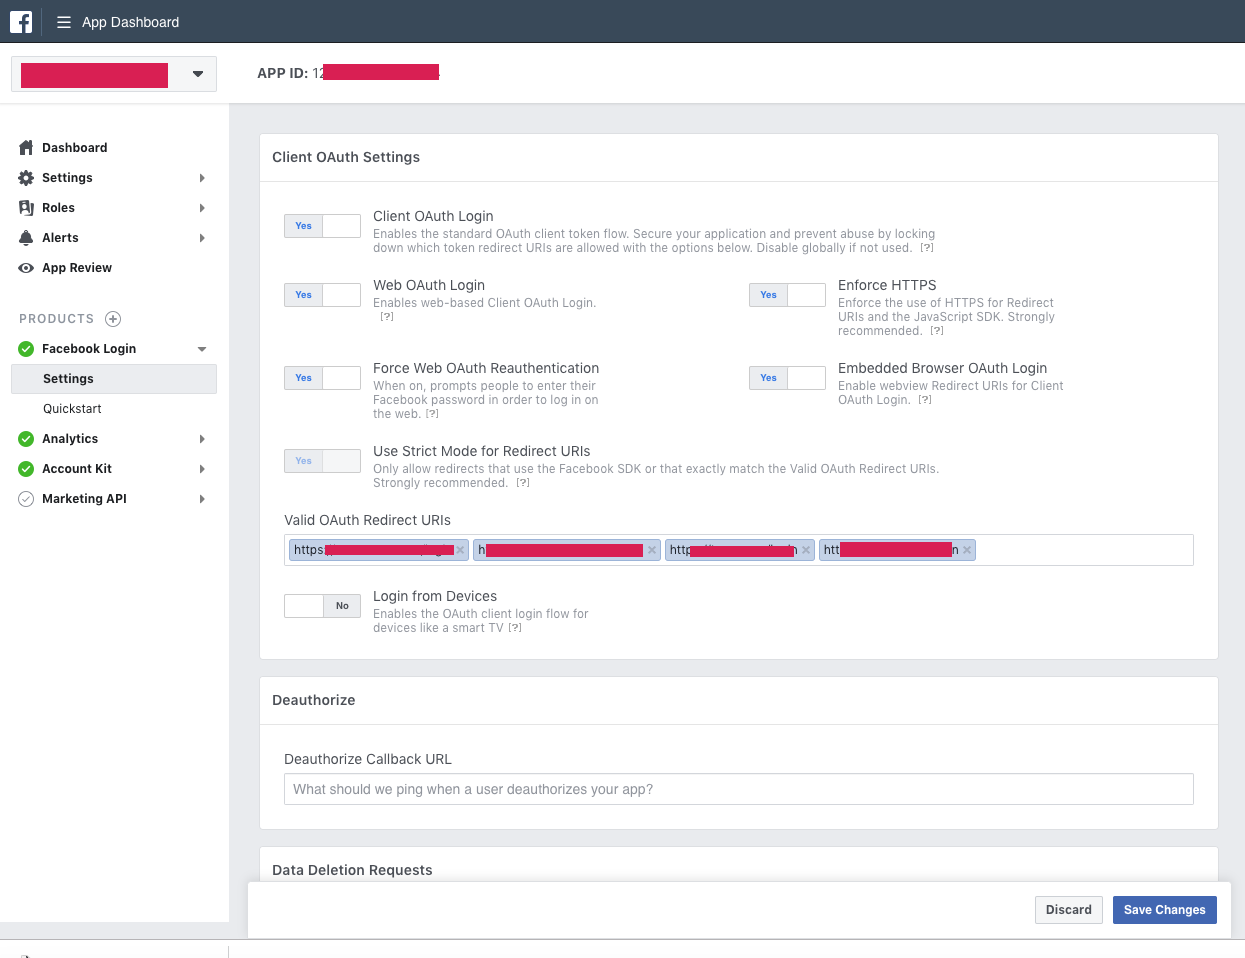 App Dashboard
APP ID: 12
Dashboard
Settings
Roles
Alerts
App Review
PRODUCTS
Facebook Login
Settings
Quickstart
Analytics
Account Kit
Marketing API
Client OAuth Settings
Yes
Client OAuth Login
Enables the standard OAuth client token flow. Secure your application and prevent abuse by locking
down which token redirect URIs are allowed with the options below. Disable globally if not used. [?]
Yes
Web OAuth Login
Enables web-based Client OAuth Login.
[?]
Yes
Enforce HTTPS
Enforce the use of HTTPS for Redirect
URIs and the JavaScript SDK. Strongly
recommended. [?]
Yes
Force Web OAuth Reauthentication
When on, prompts people to enter their
Facebook password in order to log in on
the web. [?]
Yes
Embedded Browser OAuth Login
Enable webview Redirect URIs for Client
OAuth Login. [?]
Yes
Use Strict Mode for Redirect URIs
Only allow redirects that use the Facebook SDK or that exactly match the Valid OAuth Redirect URIs.
Strongly recommended. [?]
Valid OAuth Redirect URIs
https:
No
Login from Devices
Enables the OAuth client login flow for
devices like a smart TV [?]
Deauthorize
Deauthorize Callback URL
What should we ping when a user deauthorizes your app?
Data Deletion Requests
Discard
Save Changes